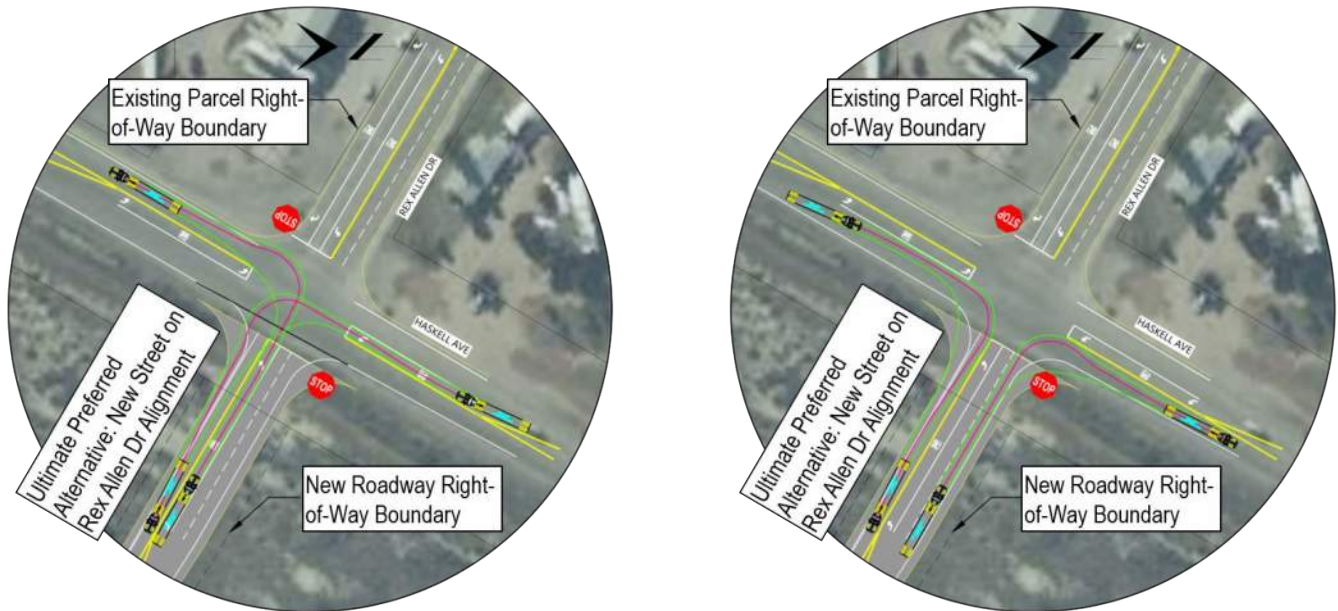 Existing Parcel Right-
of-Way Boundary
STOP
REX ALLEN DR
HASKELL AVE
STOP
Ultimate Preferred
Alternative: New Street on
Rex Allen Dr Alignment
New Roadway Right-
of-Way Boundary
Existing Parcel Right-
of-Way Boundary
STOP
REX ALLEN DR
HASKELL AVE
STOP
Ultimate Preferred
Alternative: New Street on
Rex Allen Dr Alignment
New Roadway Right-
of-Way Boundary